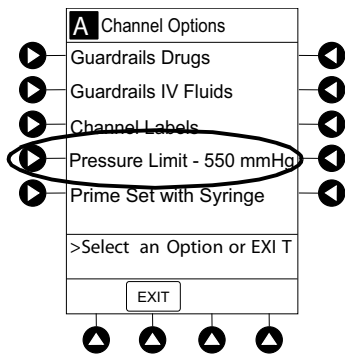 A Channel Options
Guardrails Drugs
Guardrails IV Fluids
Channel Labels
Pressure Limit - 550 mmHg
Prime Set with Syringe
>Select an Option or EXI T
EXIT